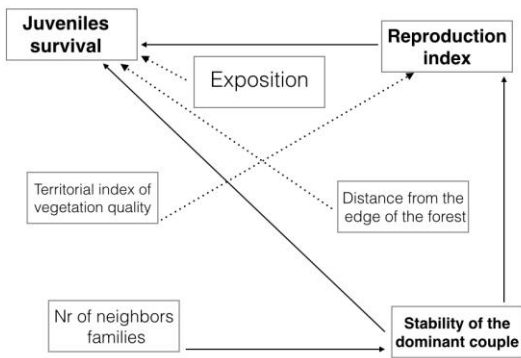 Juveniles
survival
Reproduction
index
Exposition
Territorial index of
vegetation quality
Distance from the
edge of the forest
Nr of neighbors
families
Stability of the
dominant couple